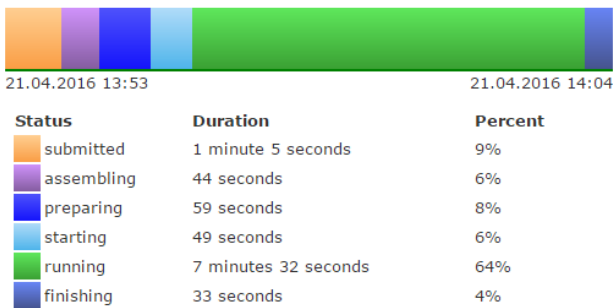 21.04.2016 13:53 21.04.2016 14:04
Status Duration Percent
submitted 1 minute 5 seconds 9%
assembling 44 seconds 6%
preparing 59 seconds 8%
starting 49 seconds 6%
running 7 minutes 32 seconds 64%
finishing 33 seconds 4%